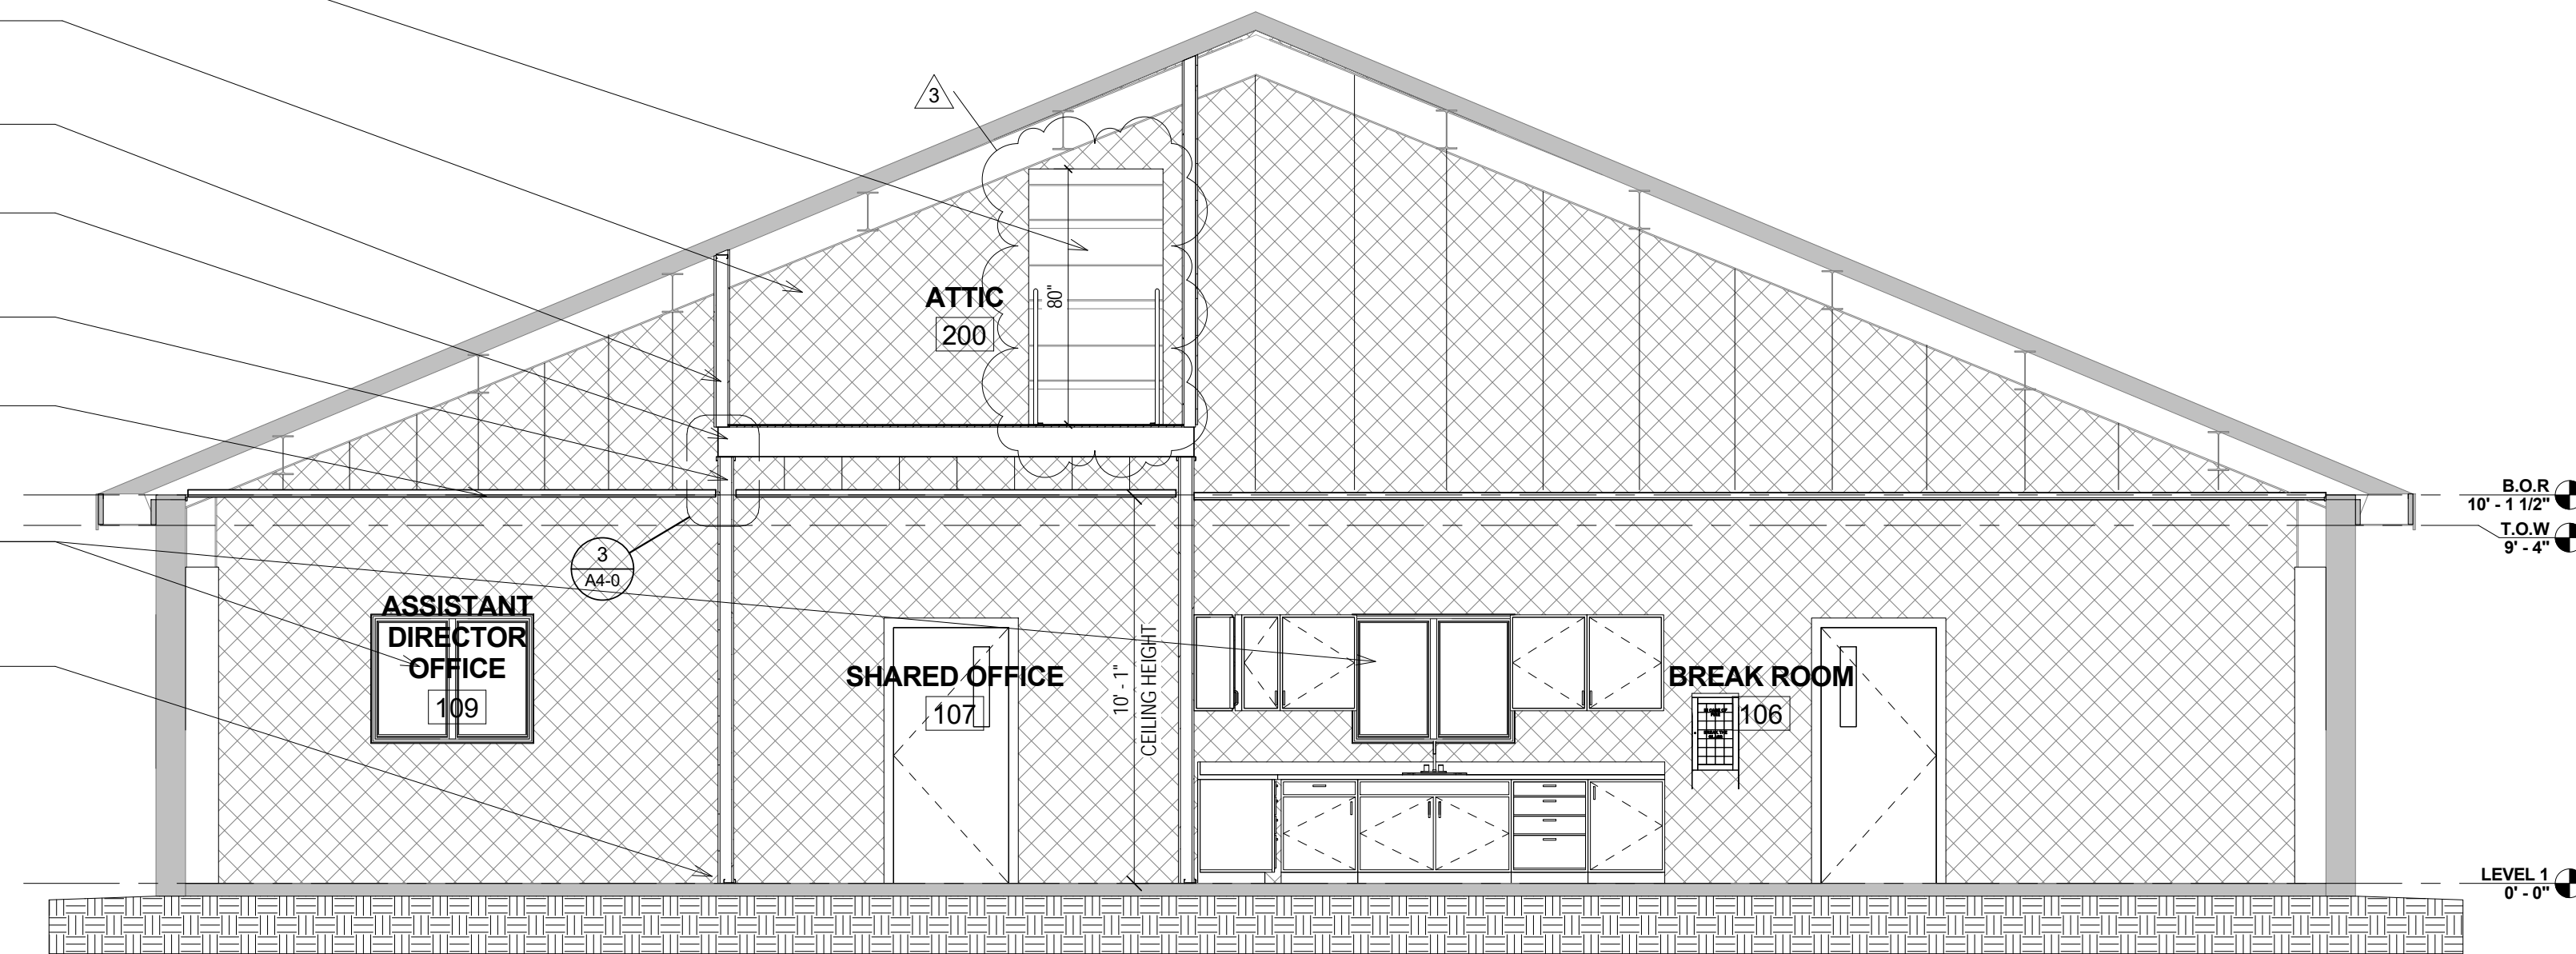 3
ATTIC
200
80"
B.O.R
10' - 1 1/2"
T.O.W
9' - 4"
3
A4-0
ASSISTANT
DIRECTOR
OFFICE
109
SHARED OFFICE
107
10' - 1"
CEILING HEIGHT
BREAK ROOM
106
LEVEL 1
0' - 0"